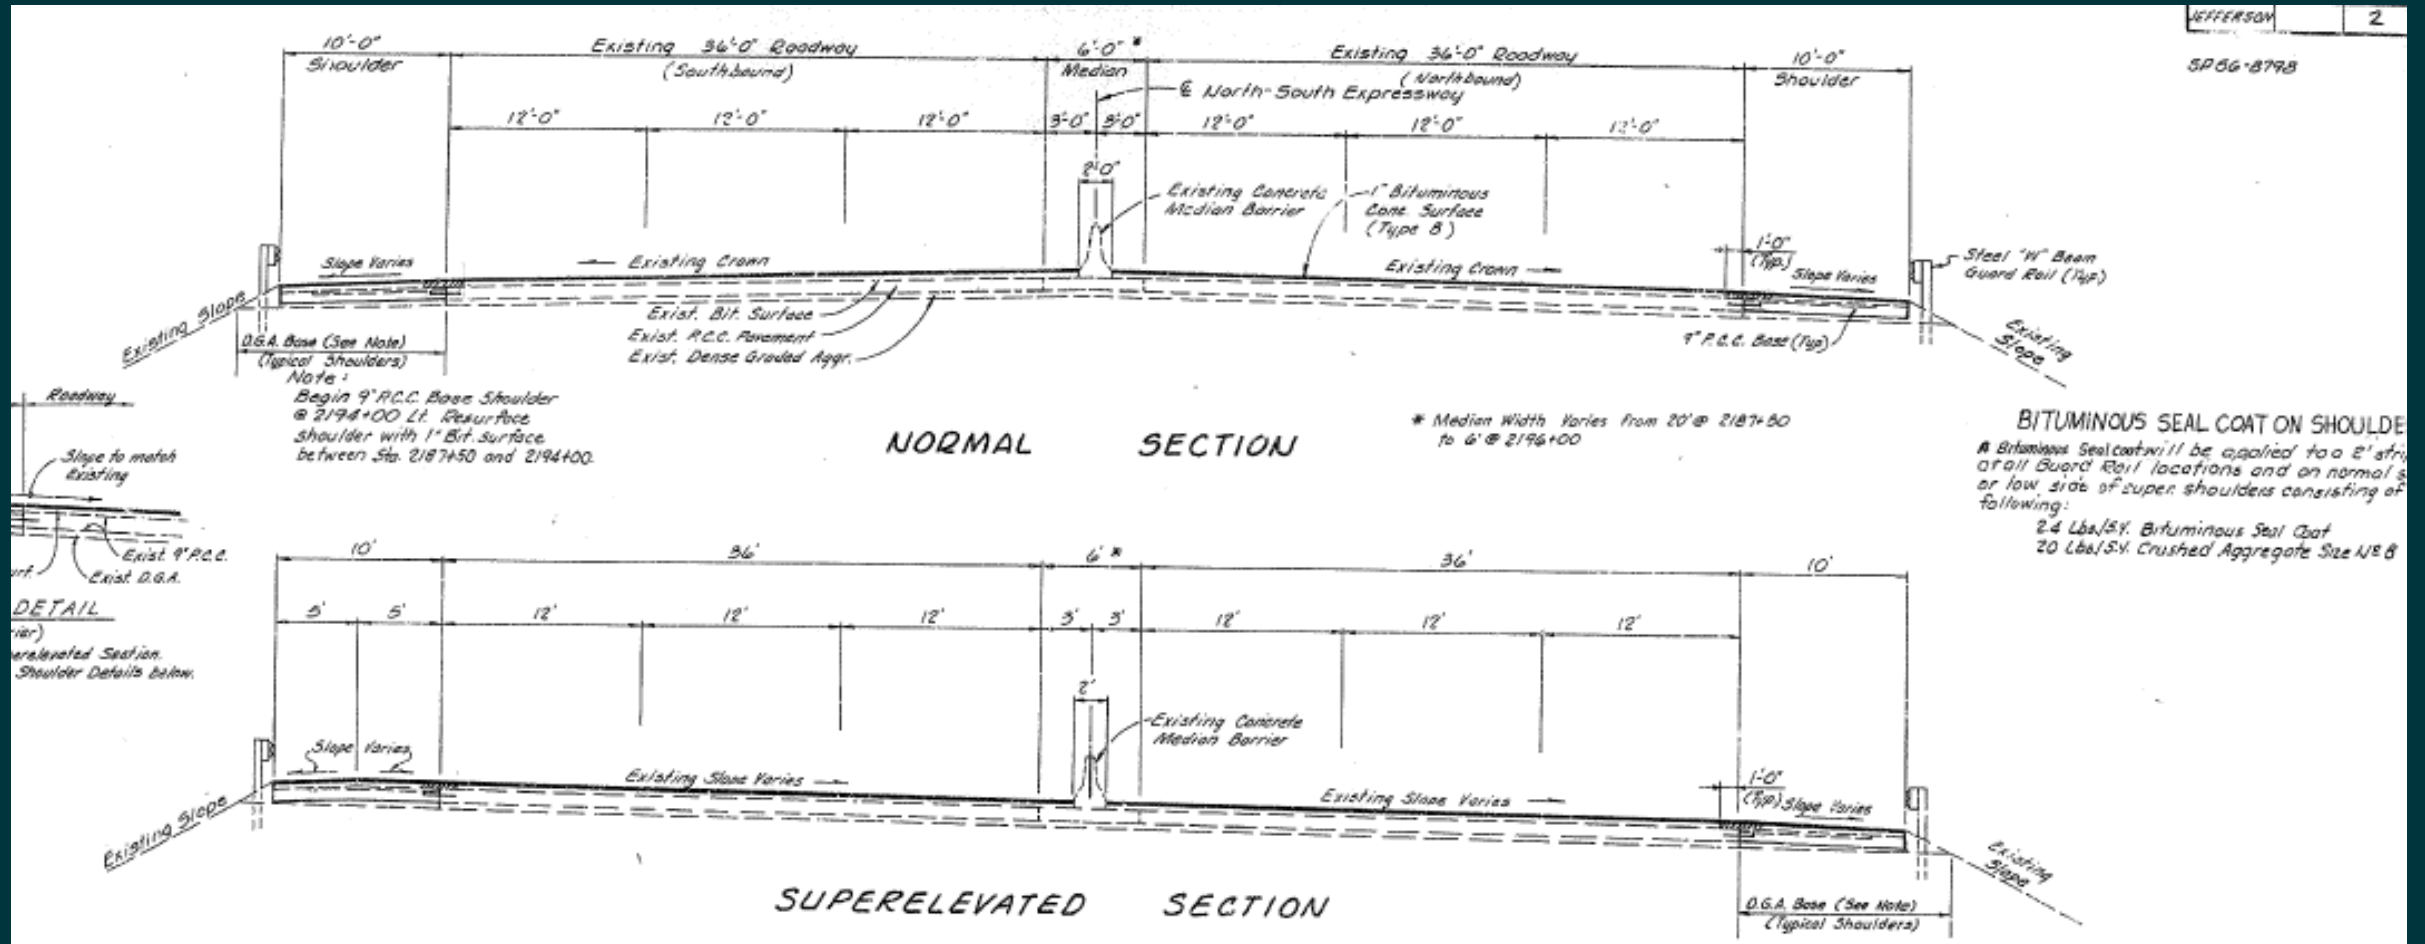 JEFFERSON 2
SP 56-8798
10'-0"
Shoulder
Existing 36'-0" Roadway
(Southbound)
6'-0" *
Median
Existing 36'-0" Roadway
(Northbound)
10'-0"
Shoulder
℄ North-South Expressway
12'-0" 12'-0" 12'-0" 3'-0" 3'-0" 12'-0" 12'-0" 12'-0"
2'-0"
Existing Concrete
Median Barrier
1" Bituminous
Conc. Surface
(Type B)
1'-0"
(Typ.)
Steel "W" Beam
Guard Rail (Typ)
Slope Varies
Existing Crown
Existing Crown
Slope Varies
Existing Slope
Exist. Bit. Surface
Exist. P.C.C. Pavement
Exist. Dense Graded Aggr.
9" P.C.C. Base (Typ)
Existing
Slope
D.G.A. Base (See Note)
(Typical Shoulders)
Note:
Begin 9" P.C.C. Base Shoulder
@ 2194+00 Lt. Resurface
shoulder with 1" Bit. surface
between Sta. 2187+50 and 2194+00.
NORMAL SECTION
* Median Width Varies from 20' @ 2187+50
to 6' @ 2196+00
BITUMINOUS SEAL COAT ON SHOULDE
A Bituminous Seal coat will be applied to a 2' stri
at all Guard Rail locations and on normal s
or low side of super. shoulders consisting of
following:
2.4 Lbs/S.Y. Bituminous Seal Coat
20 Lbs/S.Y. Crushed Aggregate Size Nº 8
Roadway
Slope to match
Existing
Exist. 9" P.C.C.
Exist. D.G.A.
urf.
DETAIL
rier)
erelevated Section.
Shoulder Details below.
10' 36' 6' * 36' 10'
5' 5' 12' 12' 12' 3' 3' 12' 12' 12'
2'
Existing Concrete
Median Barrier
Slope Varies
Existing Slope Varies
Existing Slope Varies
1'-0"
(Typ.)
Slope Varies
Existing Slope
Existing
Slope
D.G.A. Base (See Note)
(Typical Shoulders)
SUPERELEVATED SECTION